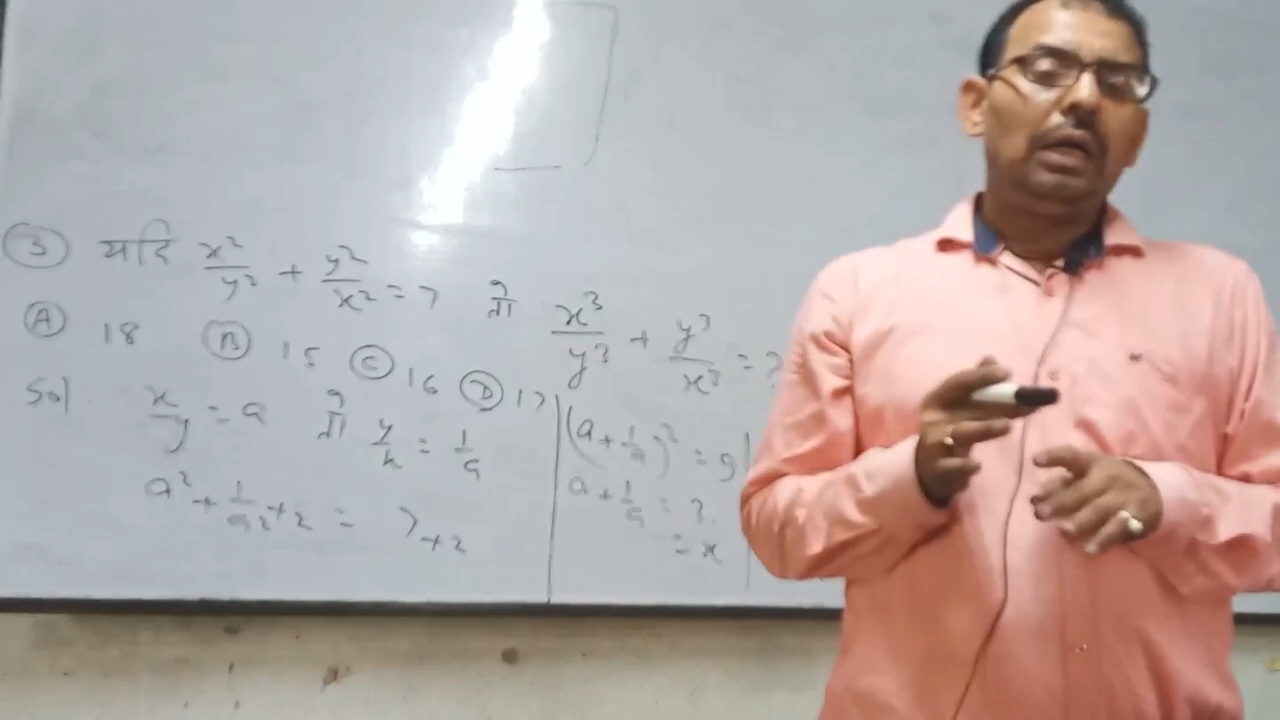 ③ यदि x²/y² + y²/x² = 7 तो x³/y³ + y³/x³ = ?
Ⓐ 18 Ⓑ 15 Ⓒ 16 Ⓓ 17
Sol x/y = a तो y/x = 1/a
a² + 1/a² + 2 = 7 + 2
(a + 1/a)² = 9
a + 1/a = 3
= x